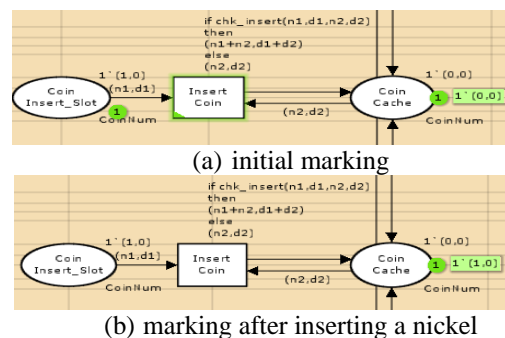 if chk_insert(n1,d1,n2,d2)
then
(n1+n2,d1+d2)
else
(n2,d2)
1`(1,0)
(n1,d1)
Coin
Insert_Slot
1
CoinNum
Insert
Coin
(n2,d2)
Coin
Cache
1`(0,0)
1
1`(0,0)
CoinNum
(a) initial marking
if chk_insert(n1,d1,n2,d2)
then
(n1+n2,d1+d2)
else
(n2,d2)
1`(1,0)
(n1,d1)
Coin
Insert_Slot
CoinNum
Insert
Coin
(n2,d2)
Coin
Cache
1`(0,0)
1
1`(1,0)
CoinNum
(b) marking after inserting a nickel